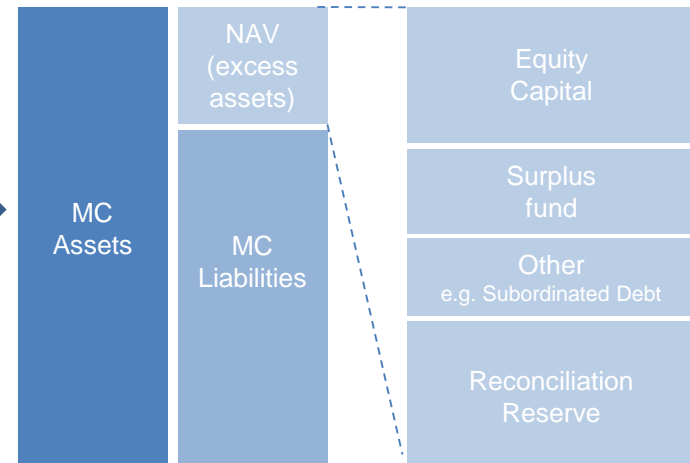 MC
Assets
NAV
(excess
assets)
MC
Liabilities
Equity
Capital
Surplus
fund
Other
e.g. Subordinated Debt
Reconciliation
Reserve